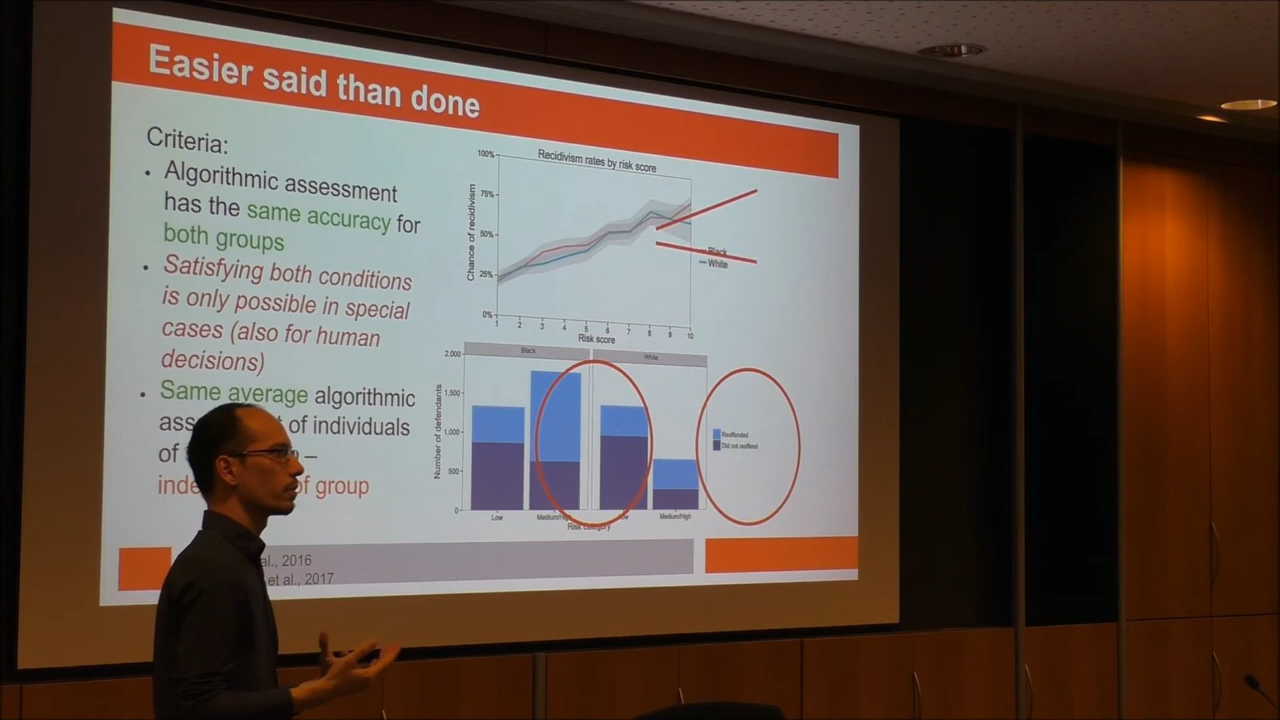 Easier said than done
Criteria:
• Algorithmic assessment
has the same accuracy for
both groups
• Satisfying both conditions
is only possible in special
cases (also for human
decisions)
• Same average algorithmic
of individuals
of –
of group
al., 2016
et al., 2017
Recidivism rates by risk score
Chance of recidivism
100%
75%
50%
25%
0%
1 2 3 4 5 6 7 8 9 10
Risk score
Black
White
Black
White
Number of defendants
2,000
1,500
1,000
500
0
Low
Medium/High
Low
Medium/High
Risk category
Reoffended
Did not reoffend